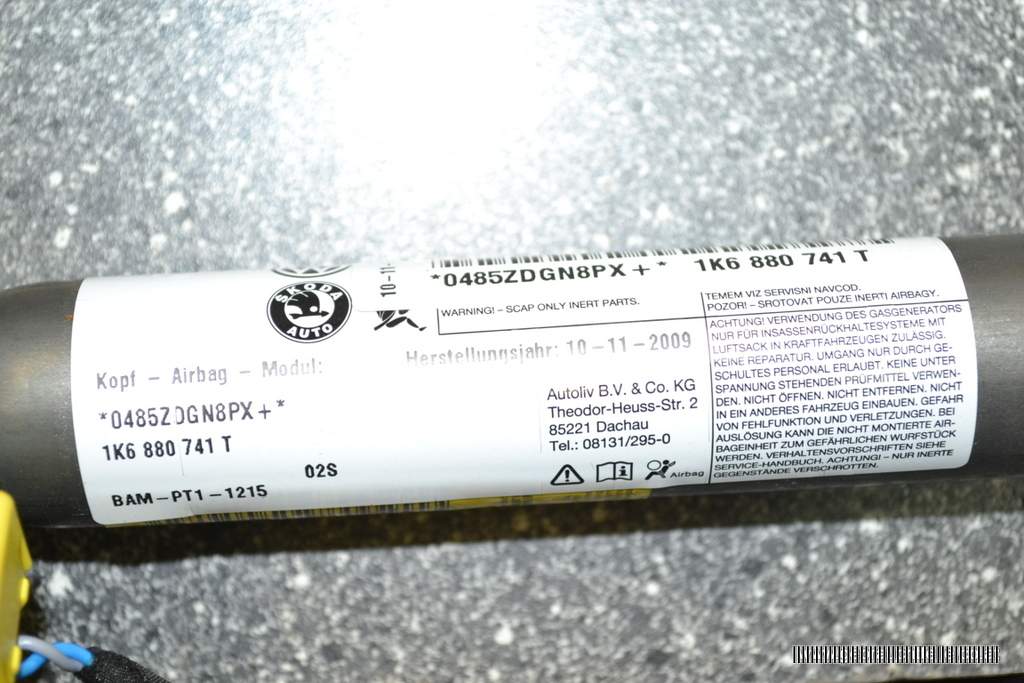 ŠKODA
AUTO
10-11-
*0485ZDGN8PX+* 1K6 880 741 T
WARNING! - SCAP ONLY INERT PARTS.
TEMEM VIZ SERVISNI NAVCOD.
POZOR! - SROTOVAT POUZE INERTI AIRBAGY.
Kopf - Airbag - Modul:
Herstellungsjahr: 10-11-2009
*0485ZDGN8PX+*
1K6 880 741 T
02S
BAM-PT1-1215
Autoliv B.V. & Co. KG
Theodor-Heuss-Str. 2
85221 Dachau
Tel.: 08131/295-0
Airbag
ACHTUNG! VERWENDUNG DES GASGENERATORS
NUR FÜR INSASSENRÜCKHALTESYSTEME MIT
LUFTSACK IN KRAFTFAHRZEUGEN ZULÄSSIG.
KEINE REPARATUR. UMGANG NUR DURCH GE-
SCHULTES PERSONAL ERLAUBT. KEINE UNTER
SPANNUNG STEHENDEN PRÜFMITTEL VERWEN-
DEN. NICHT ÖFFNEN. NICHT ENTFERNEN. NICHT
IN EIN ANDERES FAHRZEUG EINBAUEN. GEFAHR
VON FEHLFUNKTION UND VERLETZUNGEN. BEI
AUSLÖSUNG KANN DIE NICHT MONTIERTE AIR-
BAGEINHEIT ZUM GEFÄHRLICHEN WURFSTÜCK
WERDEN. VERHALTENSVORSCHRIFTEN SIEHE
SERVICE-HANDBUCH. ACHTUNG! - NUR INERTE
GEGENSTÄNDE VERSCHROTTEN.